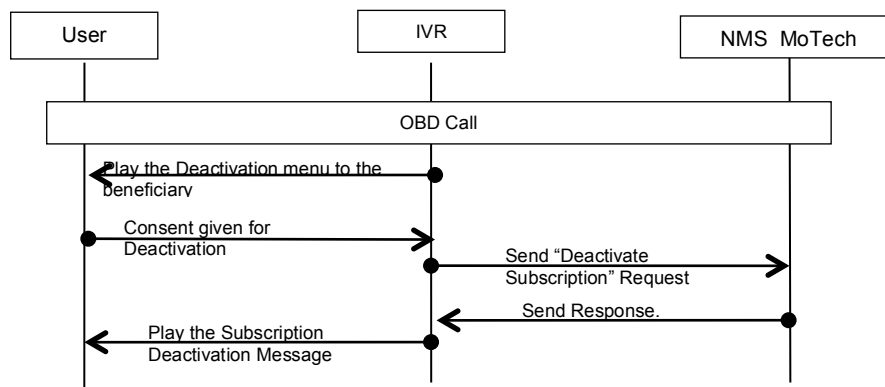 User
IVR
NMS MoTech
OBD Call
Play the Deactivation menu to the
beneficiary
Consent given for
Deactivation
Send “Deactivate
Subscription” Request
Send Response.
Play the Subscription
Deactivation Message